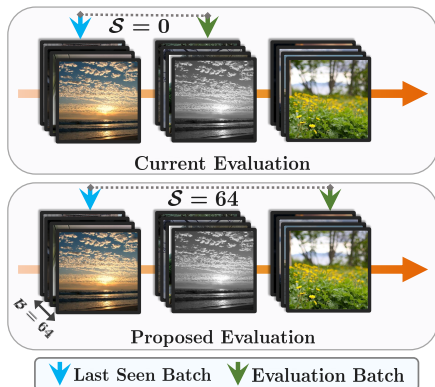 S = 0
Current Evaluation
S = 64
B = 64
Proposed Evaluation
Last Seen Batch Evaluation Batch